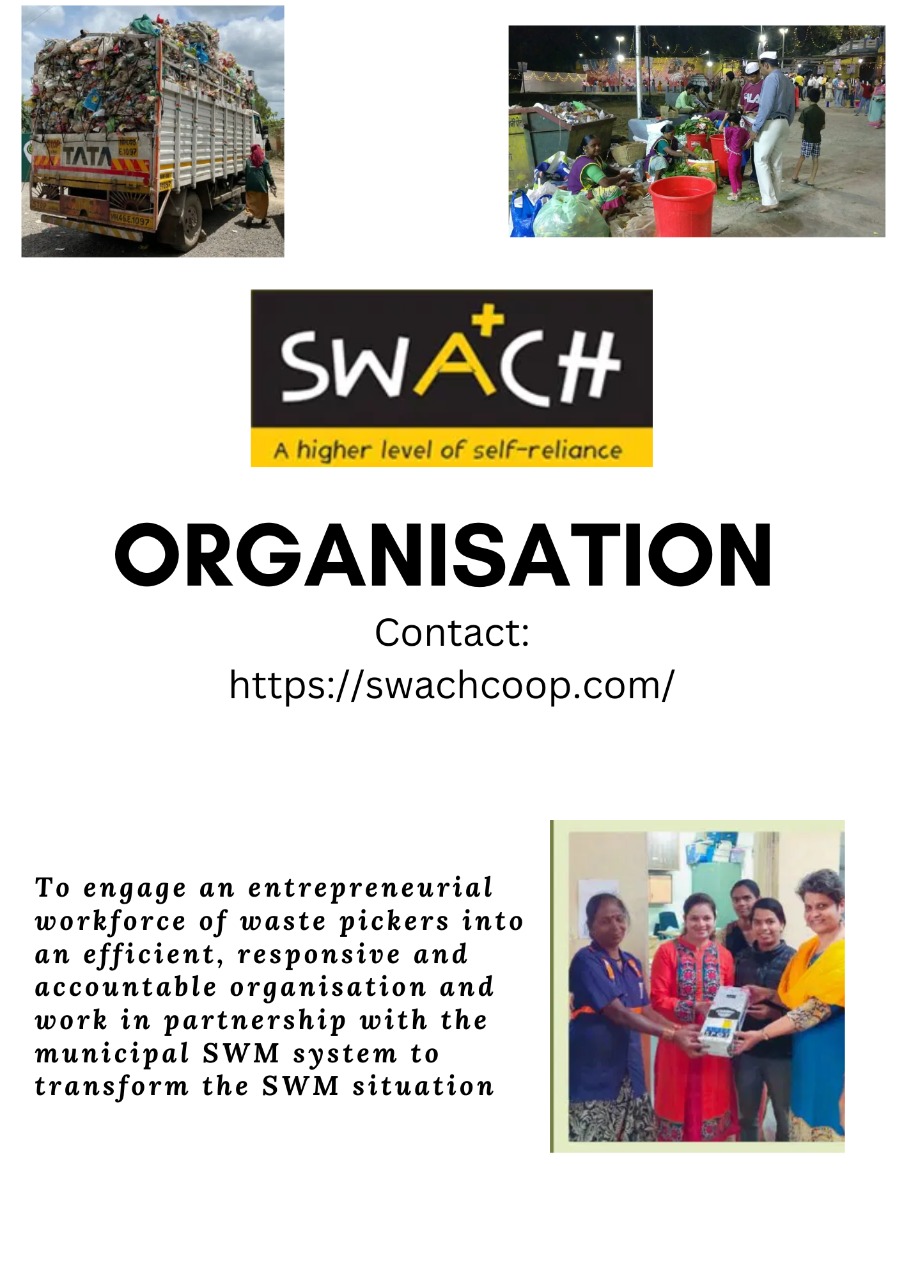 TATA
SWA+CH
A higher level of self-reliance
ORGANISATION
Contact:
https://swachcoop.com/
To engage an entrepreneurial
workforce of waste pickers into
an efficient, responsive and
accountable organisation and
work in partnership with the
municipal SWM system to
transform the SWM situation